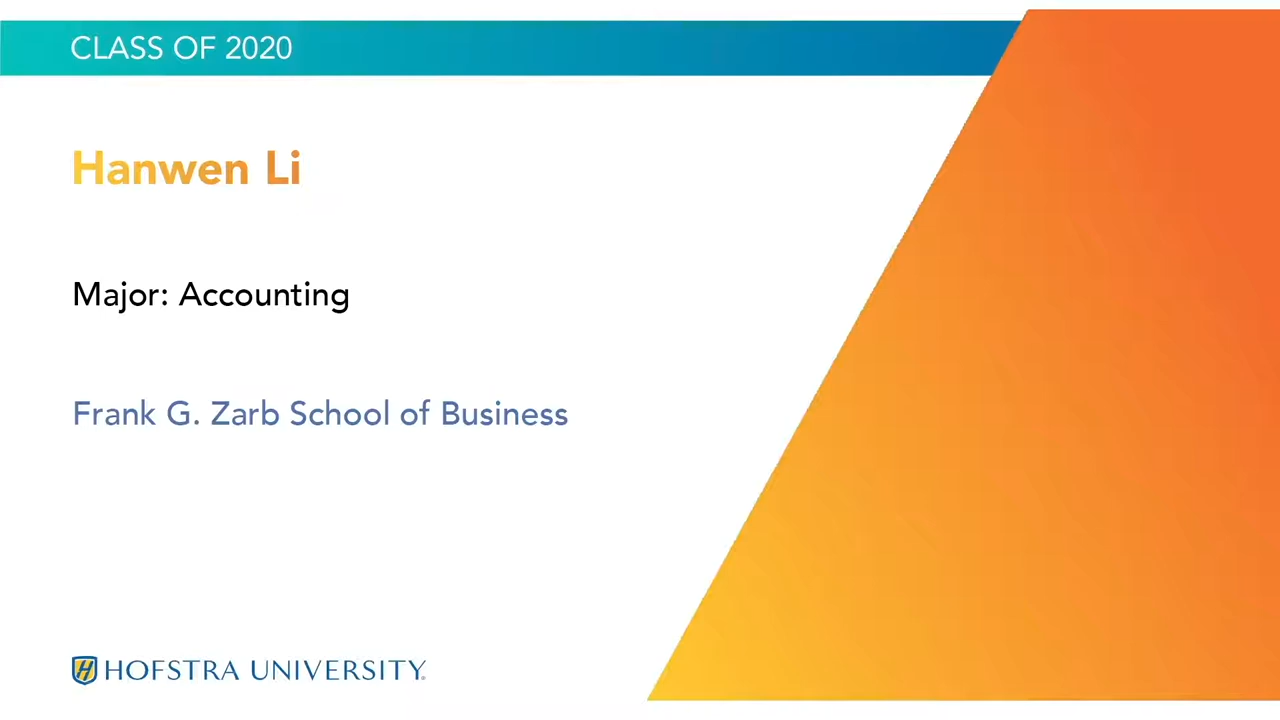 CLASS OF 2020
Hanwen Li
Major: Accounting
Frank G. Zarb School of Business
HOFSTRA UNIVERSITY®